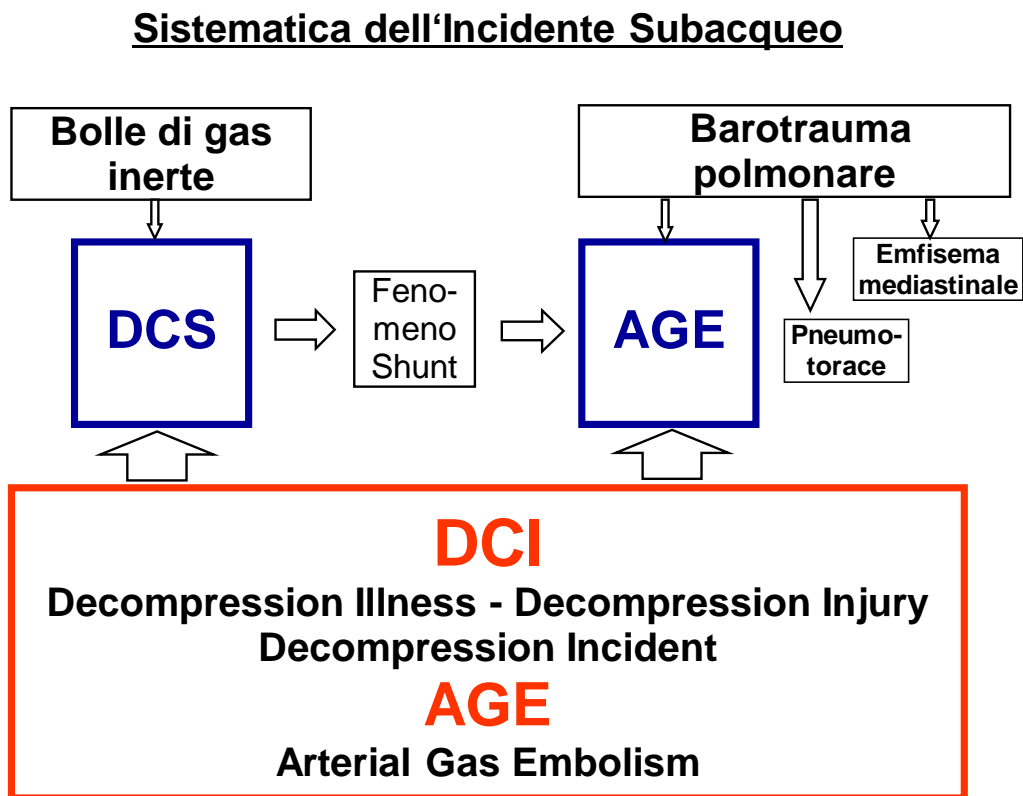 Sistematica dell‘Incidente Subacqueo
Bolle di gas
inerte
Barotrauma
polmonare
Emfisema
mediastinale
Pneumo-
torace
DCS
Feno-
meno
Shunt
AGE
DCI
Decompression Illness - Decompression Injury
Decompression Incident
AGE
Arterial Gas Embolism